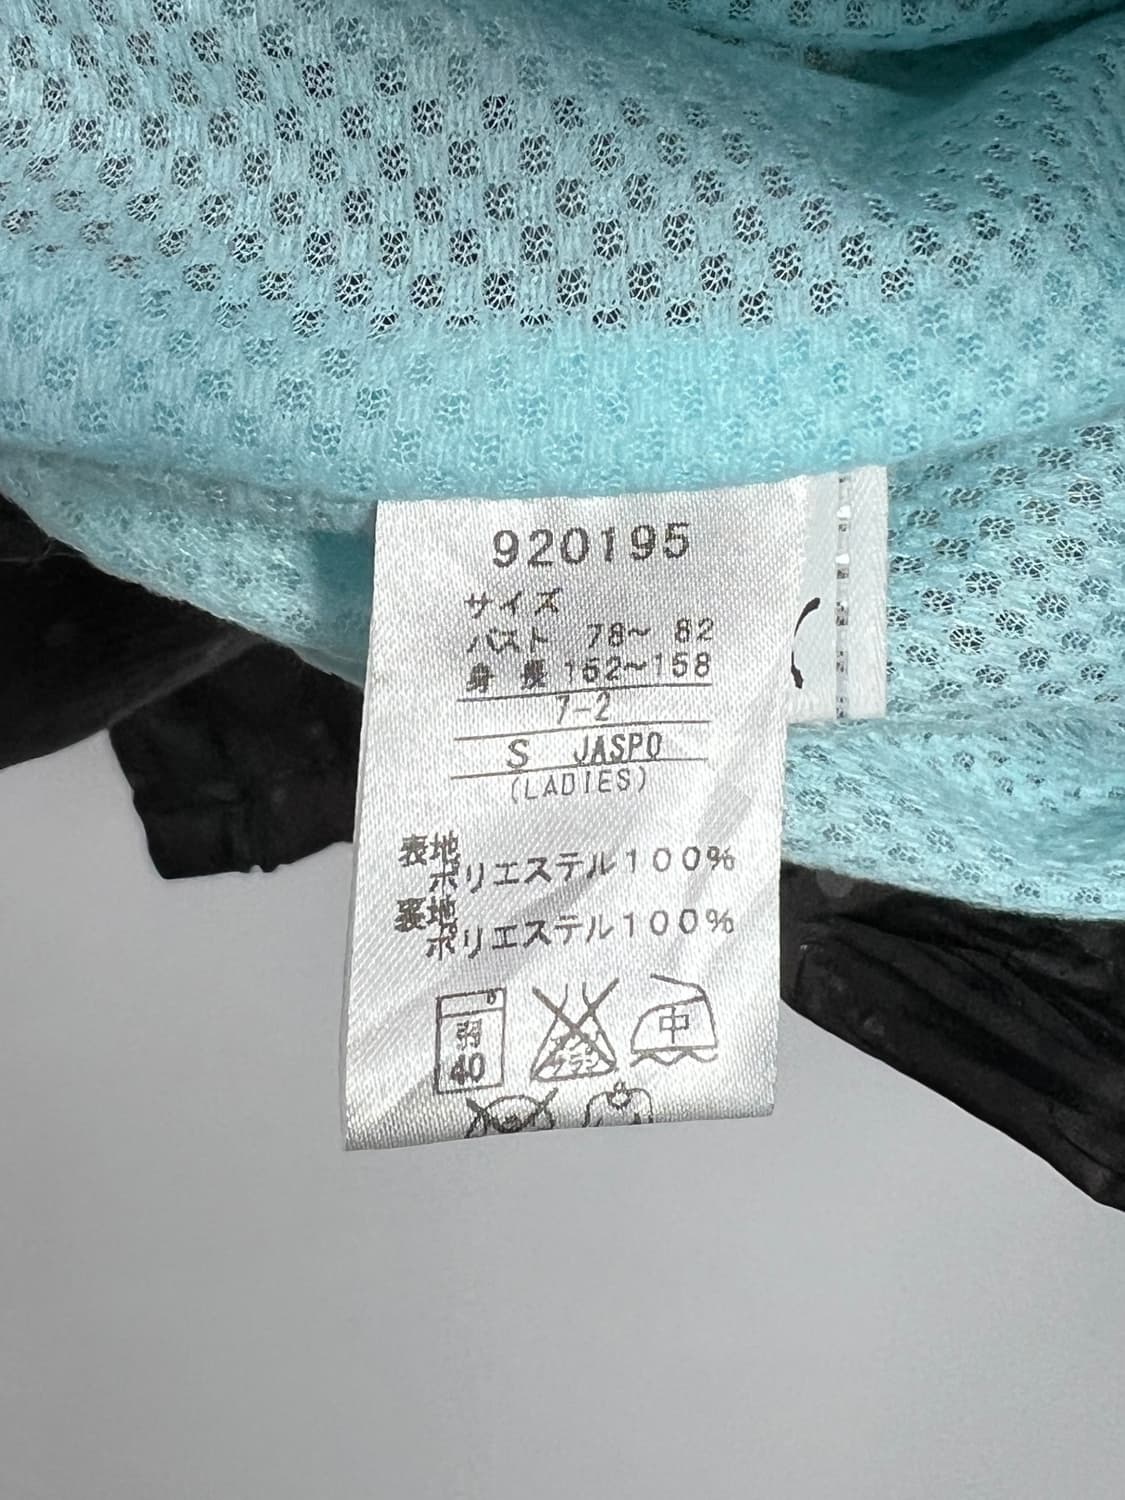 920195
サイズ
バスト 78~ 82
身 長 152~158
7-2
S JASPO
(LADIES)
表地
ポリエステル100%
裏地
ポリエステル100%
弱
40
中